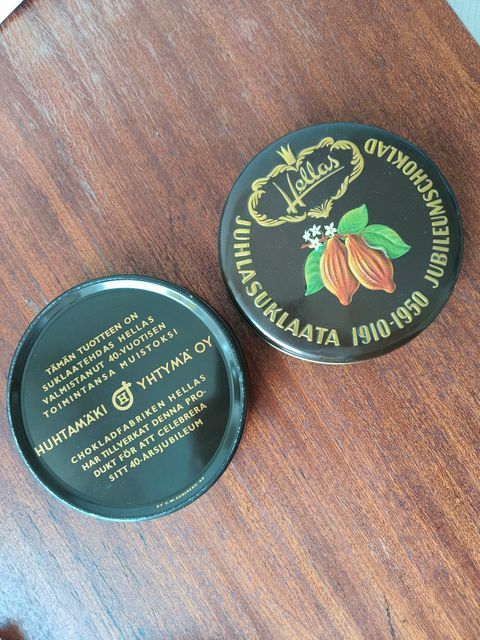 Hellas
JUHLASUKLAATA 1910-1950 JUBILEUMSCHOKLAD
TÄMÄN TUOTTEEN ON
SUKLAATEHDAS HELLAS
VALMISTANUT 40-VUOTISEN
TOIMINTANSA MUISTOKSI
HUHTAMÄKI H YHTYMÄ OY
CHOKLADFABRIKEN HELLAS
HAR TILLVERKAT DENNA PRO-
DUKT FÖR ATT CELEBRERA
SITT 40-ÅRSJUBILEUM